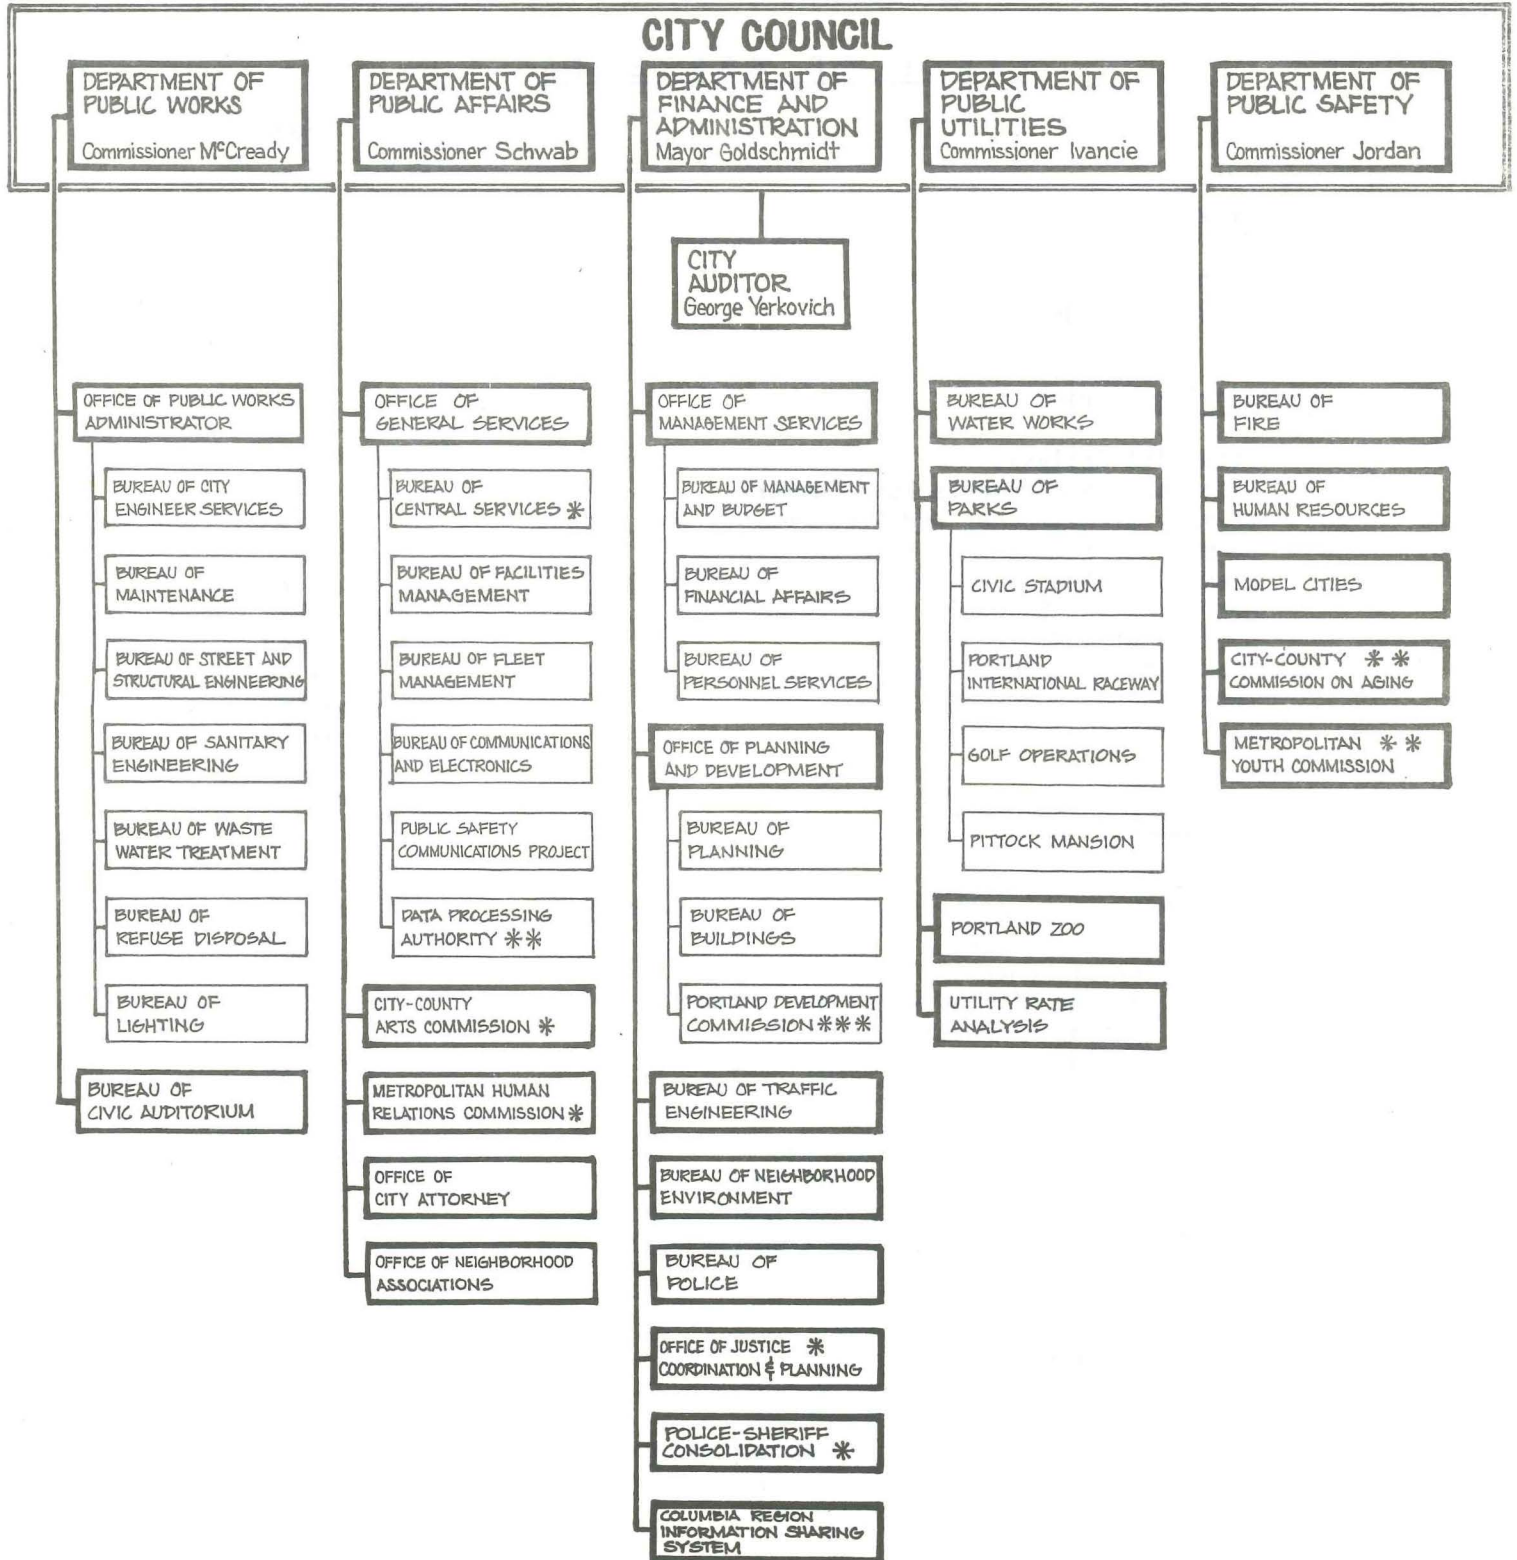 CITY COUNCIL
DEPARTMENT OF
PUBLIC WORKS
Commissioner McCready
DEPARTMENT OF
PUBLIC AFFAIRS
Commissioner Schwab
DEPARTMENT OF
FINANCE AND
ADMINISTRATION
Mayor Goldschmidt
DEPARTMENT OF
PUBLIC
UTILITIES
Commissioner Ivancie
DEPARTMENT OF
PUBLIC SAFETY
Commissioner Jordan
CITY
AUDITOR
George Yerkovich
OFFICE OF PUBLIC WORKS
ADMINISTRATOR
BUREAU OF CITY
ENGINEER SERVICES
BUREAU OF
MAINTENANCE
BUREAU OF STREET AND
STRUCTURAL ENGINEERING
BUREAU OF SANITARY
ENGINEERING
BUREAU OF WASTE
WATER TREATMENT
BUREAU OF
REFUSE DISPOSAL
BUREAU OF
LIGHTING
BUREAU OF
CIVIC AUDITORIUM
OFFICE OF
GENERAL SERVICES
BUREAU OF
CENTRAL SERVICES *
BUREAU OF FACILITIES
MANAGEMENT
BUREAU OF FLEET
MANAGEMENT
BUREAU OF COMMUNICATIONS
AND ELECTRONICS
PUBLIC SAFETY
COMMUNICATIONS PROJECT
DATA PROCESSING
AUTHORITY **
CITY-COUNTY
ARTS COMMISSION *
METROPOLITAN HUMAN
RELATIONS COMMISSION *
OFFICE OF
CITY ATTORNEY
OFFICE OF NEIGHBORHOOD
ASSOCIATIONS
OFFICE OF
MANAGEMENT SERVICES
BUREAU OF MANAGEMENT
AND BUDGET
BUREAU OF
FINANCIAL AFFAIRS
BUREAU OF
PERSONNEL SERVICES
OFFICE OF PLANNING
AND DEVELOPMENT
BUREAU OF
PLANNING
BUREAU OF
BUILDINGS
PORTLAND DEVELOPMENT
COMMISSION ***
BUREAU OF TRAFFIC
ENGINEERING
BUREAU OF NEIGHBORHOOD
ENVIRONMENT
BUREAU OF
POLICE
OFFICE OF JUSTICE *
COORDINATION & PLANNING
POLICE-SHERIFF
CONSOLIDATION *
COLUMBIA REGION
INFORMATION SHARING
SYSTEM
BUREAU OF
WATER WORKS
BUREAU OF
PARKS
CIVIC STADIUM
PORTLAND
INTERNATIONAL RACEWAY
GOLF OPERATIONS
PITTOCK MANSION
PORTLAND ZOO
UTILITY RATE
ANALYSIS
BUREAU OF
FIRE
BUREAU OF
HUMAN RESOURCES
MODEL CITIES
CITY-COUNTY **
COMMISSION ON AGING
METROPOLITAN **
YOUTH COMMISSION